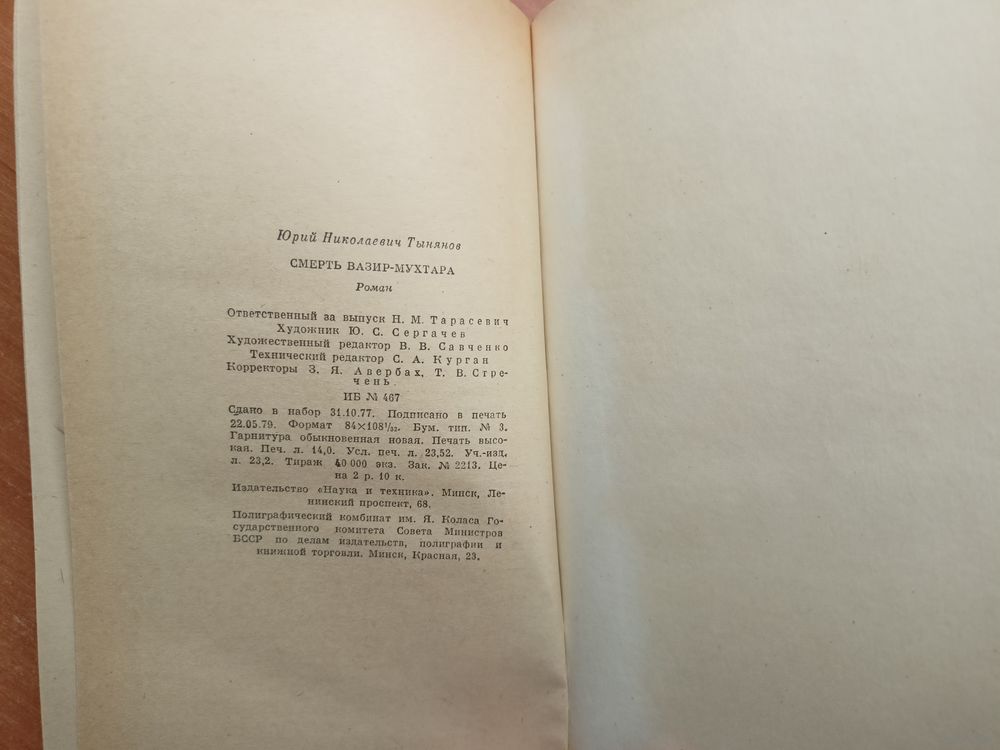 Юрий Николаевич Тынянов
СМЕРТЬ ВАЗИР-МУХТАРА
Роман
Ответственный за выпуск Н. М. Тарасевич
Художник Ю. С. Сергачев
Художественный редактор В. В. Савченко
Технический редактор С. А. Курган
Корректоры З. Я. Авербах, Т. В. Стре-
чень.
ИБ № 467
Сдано в набор 31.10.77. Подписано в печать
22.05.79. Формат 84×108 1/32. Бум. тип. № 3.
Гарнитура обыкновенная новая. Печать высо-
кая. Печ. л. 14,0. Усл. печ. л. 23,52. Уч.-изд.
л. 23,2. Тираж 40 000 экз. Зак. № 2213. Це-
на 2 р. 10 к.
Издательство «Наука и техника». Минск, Ле-
нинский проспект, 68.
Полиграфический комбинат им. Я. Коласа Го-
сударственного комитета Совета Министров
БССР по делам издательств, полиграфии и
книжной торговли. Минск, Красная, 23.